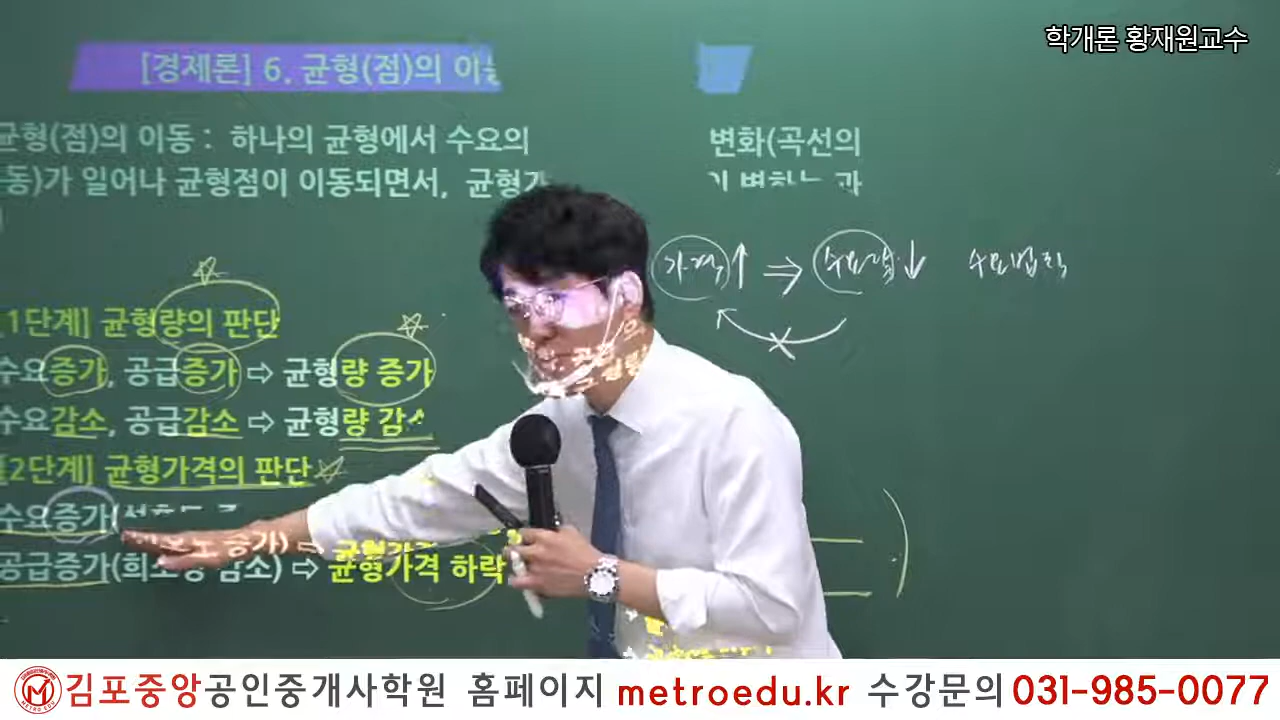 학개론 황재원교수
[경제론] 6. 균형(점)의 이동
균형(점)의 이동 : 하나의 균형에서 수요의 변화(곡선의
동)가 일어나 균형점이 이동되면서, 균형가
가격↑ ⇒ 수요량↓ 수요법칙
1단계] 균형량의 판단
수요증가, 공급증가 ⇨ 균형량 증가
수요감소, 공급감소 ⇨ 균형량 감소
2단계] 균형가격의 판단
수요증가(선호도
공급증가(희소성 감소) ⇨ 균형가격 하락
김포중앙공인중개사학원 홈페이지 metroedu.kr 수강문의 031-985-0077